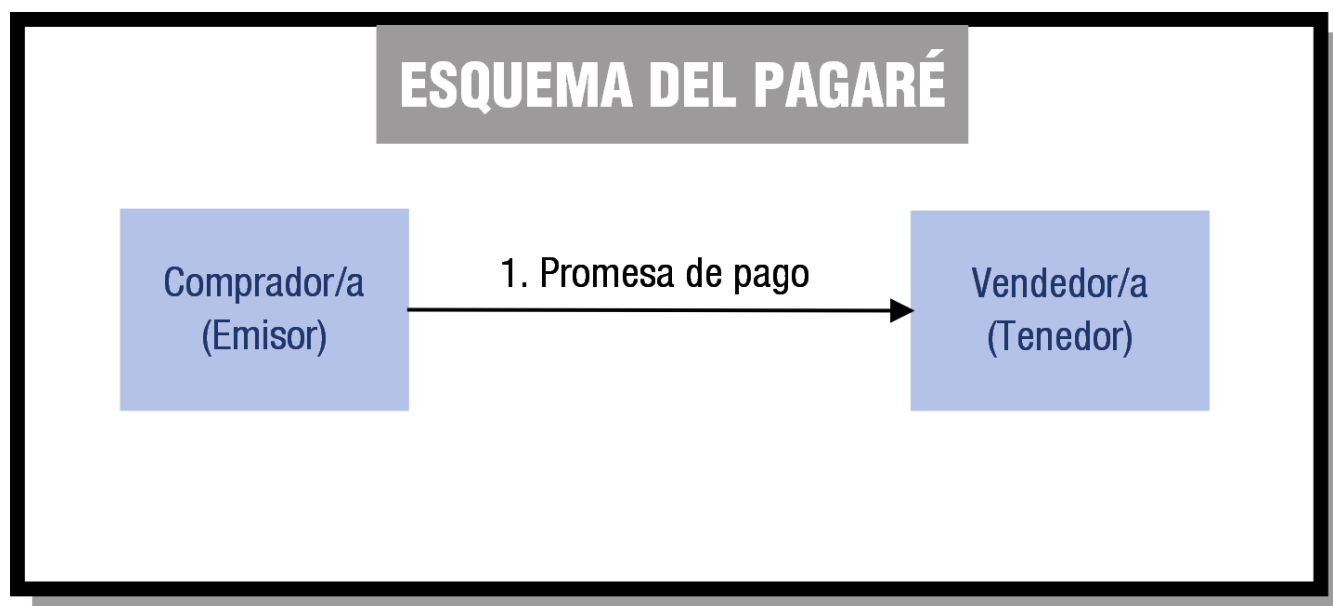 ESQUEMA DEL PAGARÉ
Comprador/a
(Emisor)
1. Promesa de pago
Vendedor/a
(Tenedor)